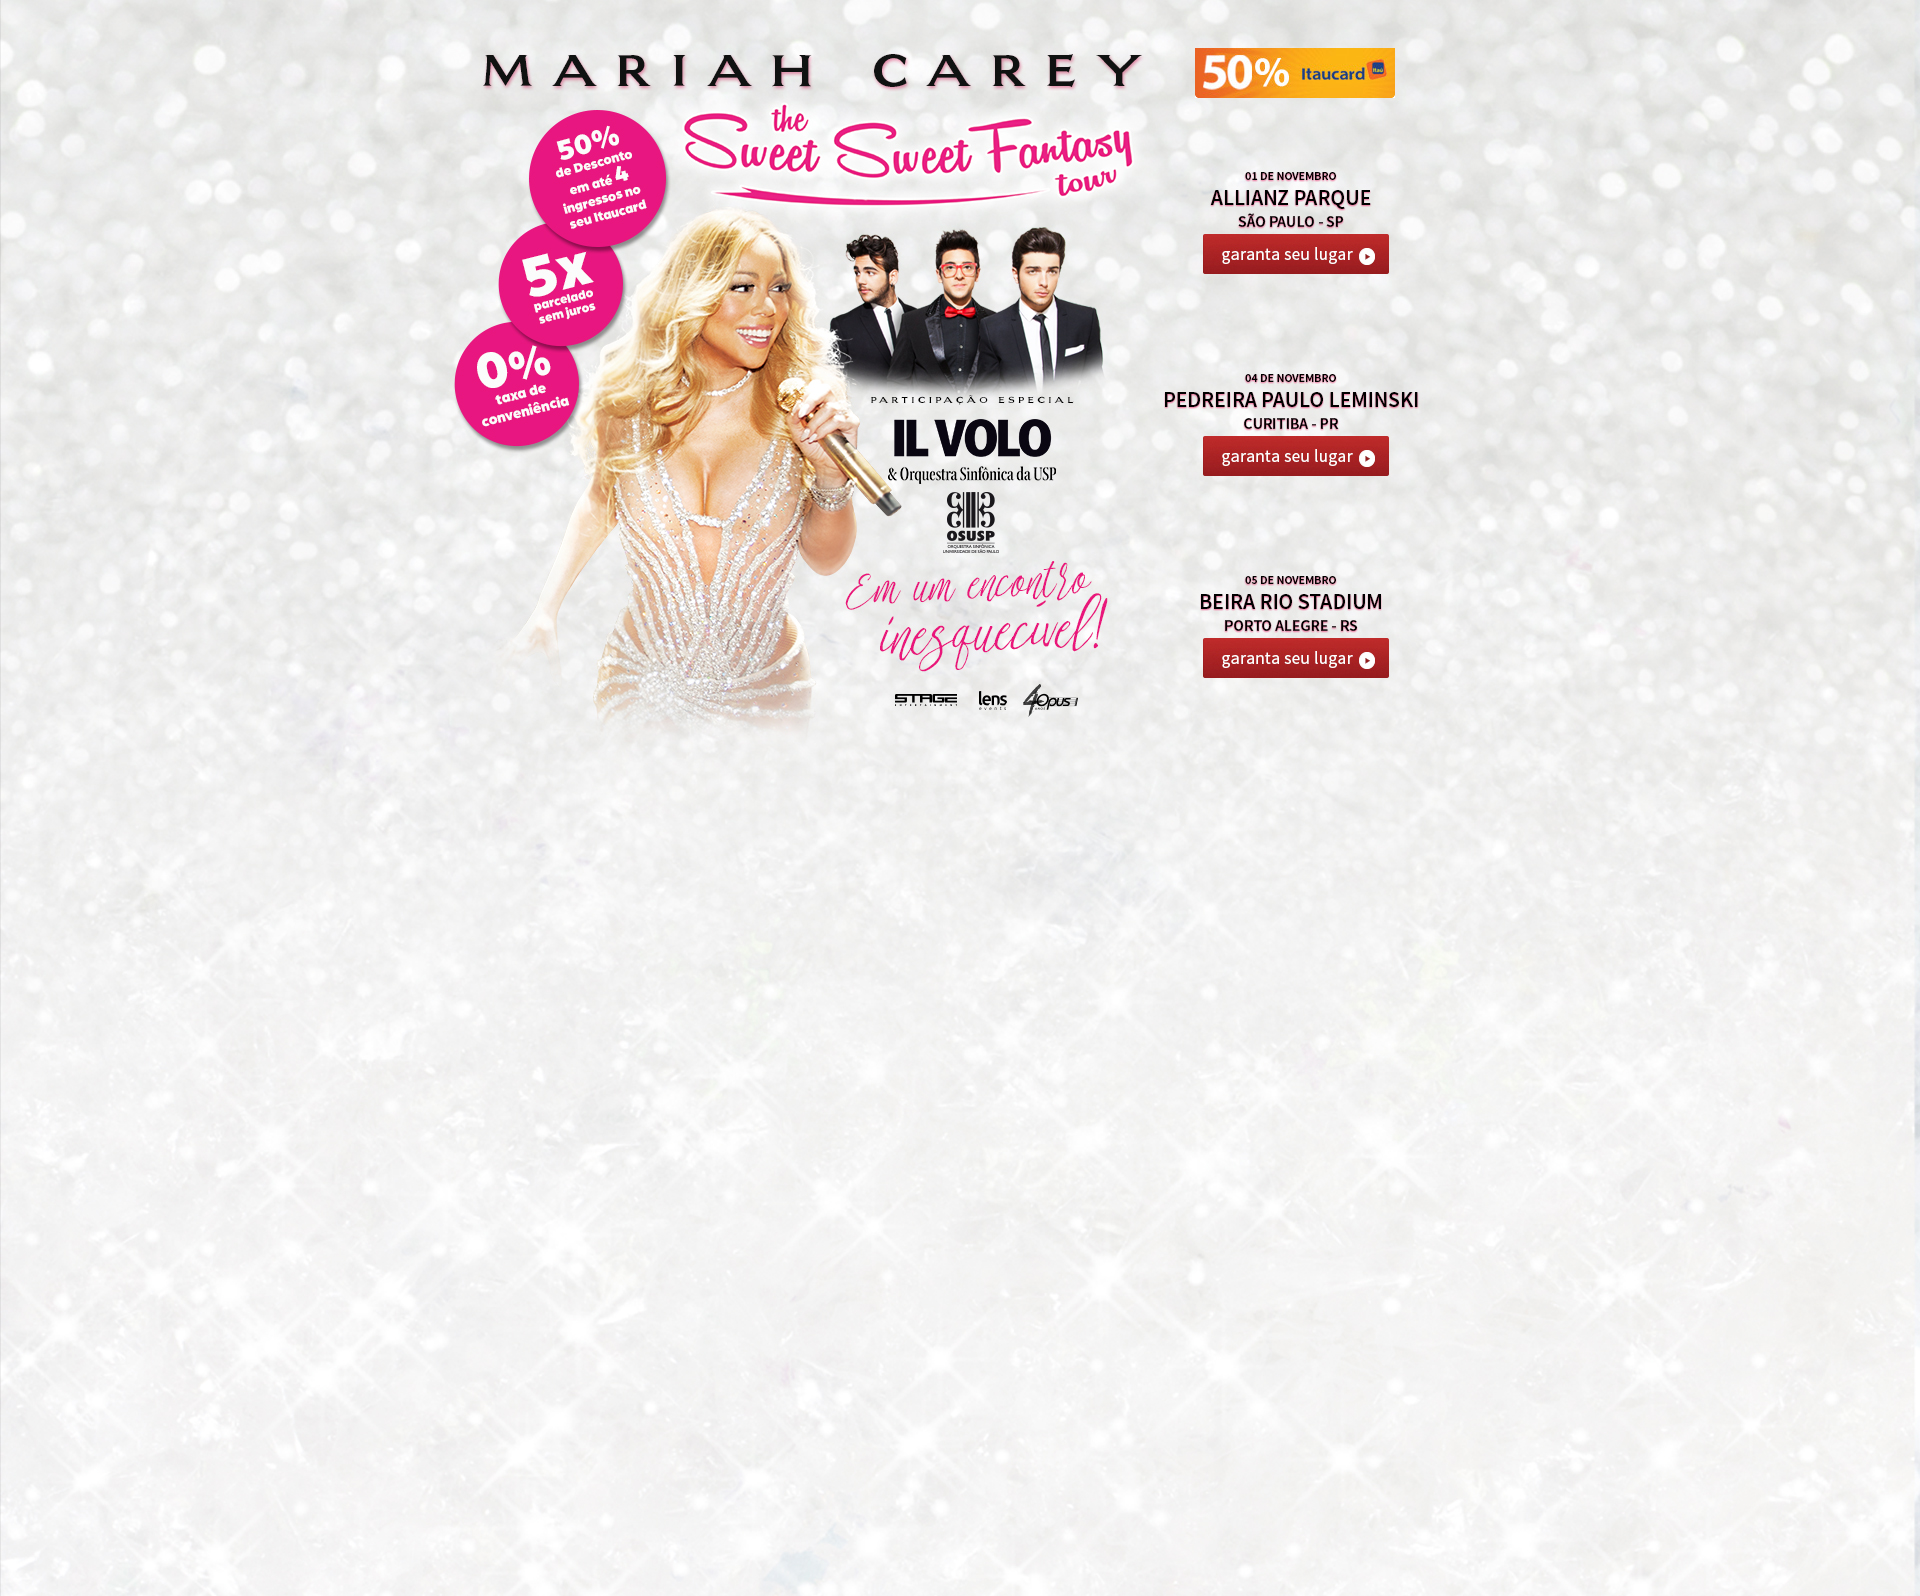 MARIAH CAREY
the
Sweet Sweet Fantasy
tour
50%
de Desconto
em até 4
ingressos no
seu Itaucard
5x
parcelado
sem juros
0%
taxa de
conveniência
PARTICIPAÇÃO ESPECIAL
IL VOLO
& Orquestra Sinfônica da USP
OSUSP
ORQUESTRA SINFÔNICA
UNIVERSIDADE DE SÃO PAULO
Em um encontro
inesquecível!
STAGE
ENTERTAINMENT
lens
events
40pus
ANOS
50% Itaucard Itaú
01 DE NOVEMBRO
ALLIANZ PARQUE
SÃO PAULO - SP
garanta seu lugar
04 DE NOVEMBRO
PEDREIRA PAULO LEMINSKI
CURITIBA - PR
garanta seu lugar
05 DE NOVEMBRO
BEIRA RIO STADIUM
PORTO ALEGRE - RS
garanta seu lugar